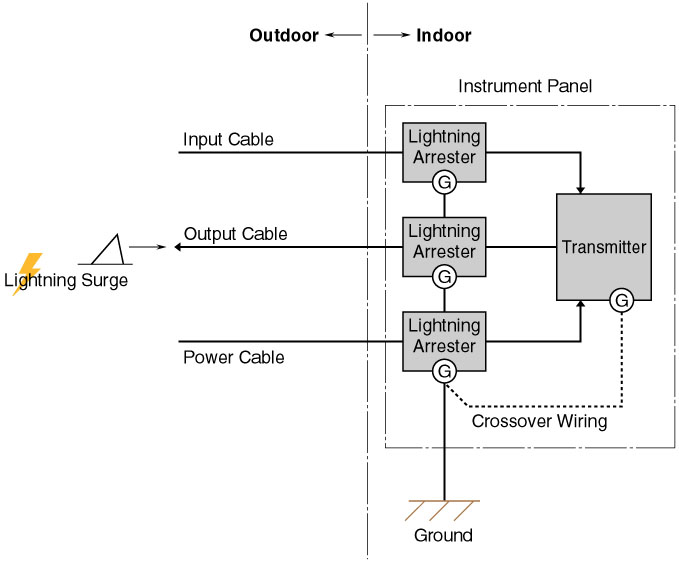 Outdoor
Indoor
Instrument Panel
Input Cable
Lightning
Arrester
G
Output Cable
Lightning
Arrester
G
Transmitter
G
Lightning Surge
Power Cable
Lightning
Arrester
G
Crossover Wiring
Ground